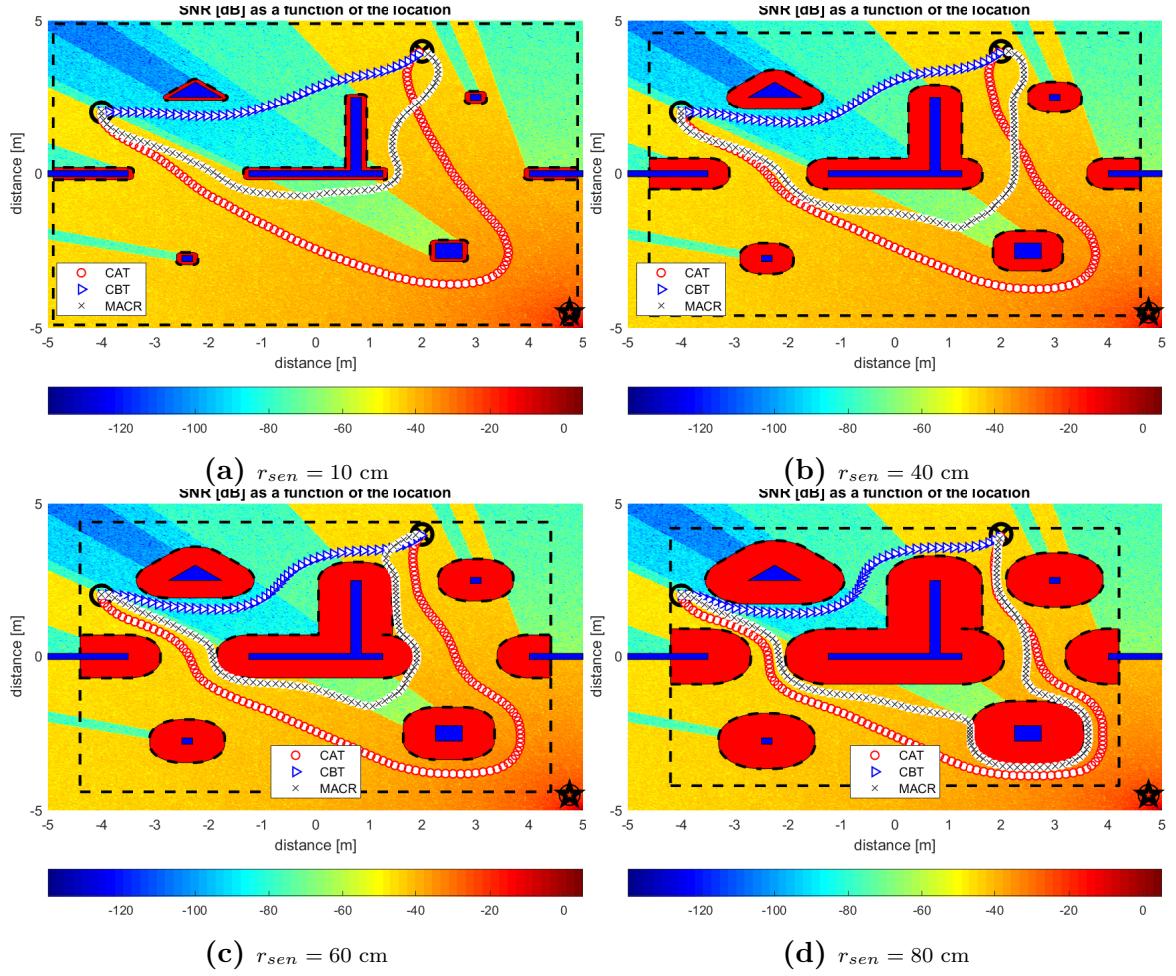 SNR [dB] as a function of the location
SNR [dB] as a function of the location
5
0
-5
distance [m]
CAT
CBT
MACR
-5 -4 -3 -2 -1 0 1 2 3 4 5
distance [m]
-120 -100 -80 -60 -40 -20 0
5
0
-5
distance [m]
CAT
CBT
MACR
-5 -4 -3 -2 -1 0 1 2 3 4 5
distance [m]
-120 -100 -80 -60 -40 -20 0
(a) r_sen = 10 cm
(b) r_sen = 40 cm
SNR [dB] as a function of the location
SNR [dB] as a function of the location
5
0
-5
distance [m]
CAT
CBT
MACR
-5 -4 -3 -2 -1 0 1 2 3 4 5
distance [m]
-120 -100 -80 -60 -40 -20 0
5
0
-5
distance [m]
CAT
CBT
MACR
-5 -4 -3 -2 -1 0 1 2 3 4 5
distance [m]
-120 -100 -80 -60 -40 -20 0
(c) r_sen = 60 cm
(d) r_sen = 80 cm